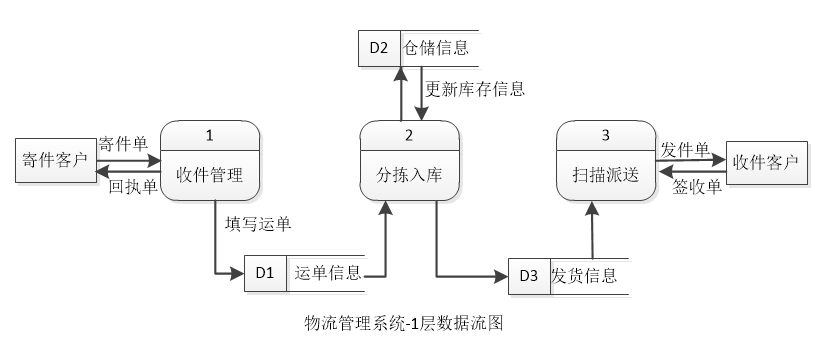 D2 仓储信息
更新库存信息
1
收件管理
2
分拣入库
3
扫描派送
寄件客户
寄件单
回执单
发件单
签收单
收件客户
填写运单
D1 运单信息
D3 发货信息
物流管理系统-1层数据流图